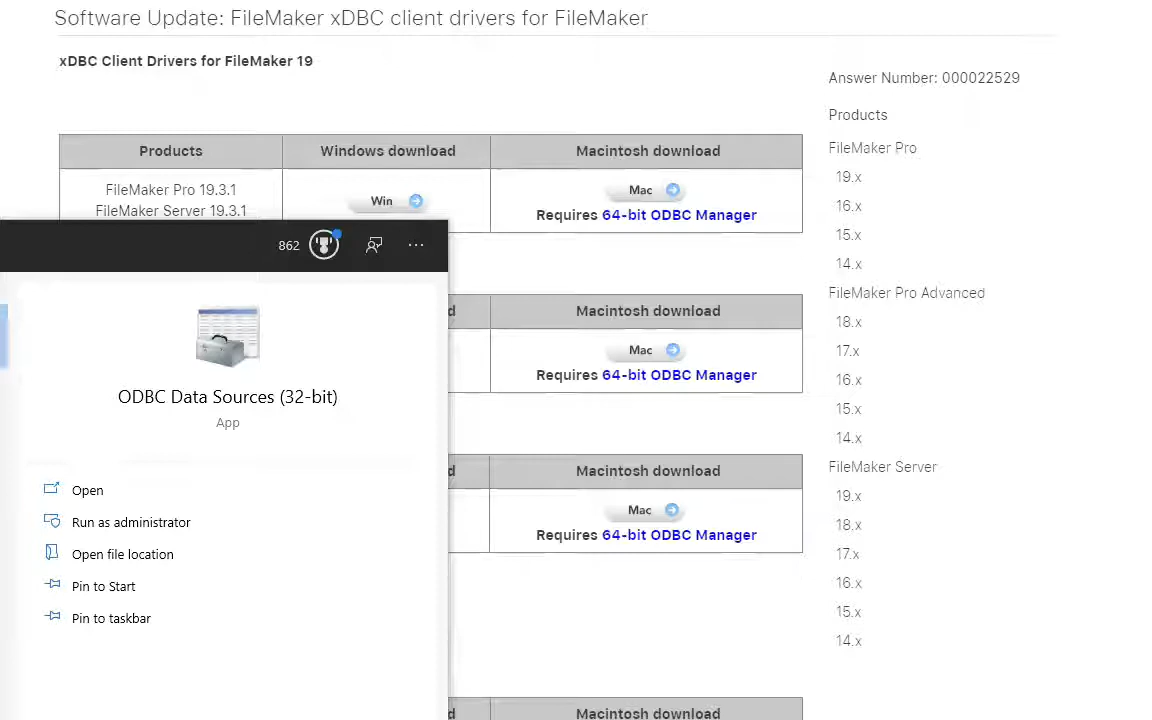 Software Update: FileMaker xDBC client drivers for FileMaker
xDBC Client Drivers for FileMaker 19
Products Windows download Macintosh download
FileMaker Pro 19.3.1
FileMaker Server 19.3.1
Win
Mac
Requires 64-bit ODBC Manager
d Macintosh download
Mac
Requires 64-bit ODBC Manager
d Macintosh download
Mac
Requires 64-bit ODBC Manager
d Macintosh download
862
ODBC Data Sources (32-bit)
App
Open
Run as administrator
Open file location
Pin to Start
Pin to taskbar
Answer Number: 000022529
Products
FileMaker Pro
19.x
16.x
15.x
14.x
FileMaker Pro Advanced
18.x
17.x
16.x
15.x
14.x
FileMaker Server
19.x
18.x
17.x
16.x
15.x
14.x